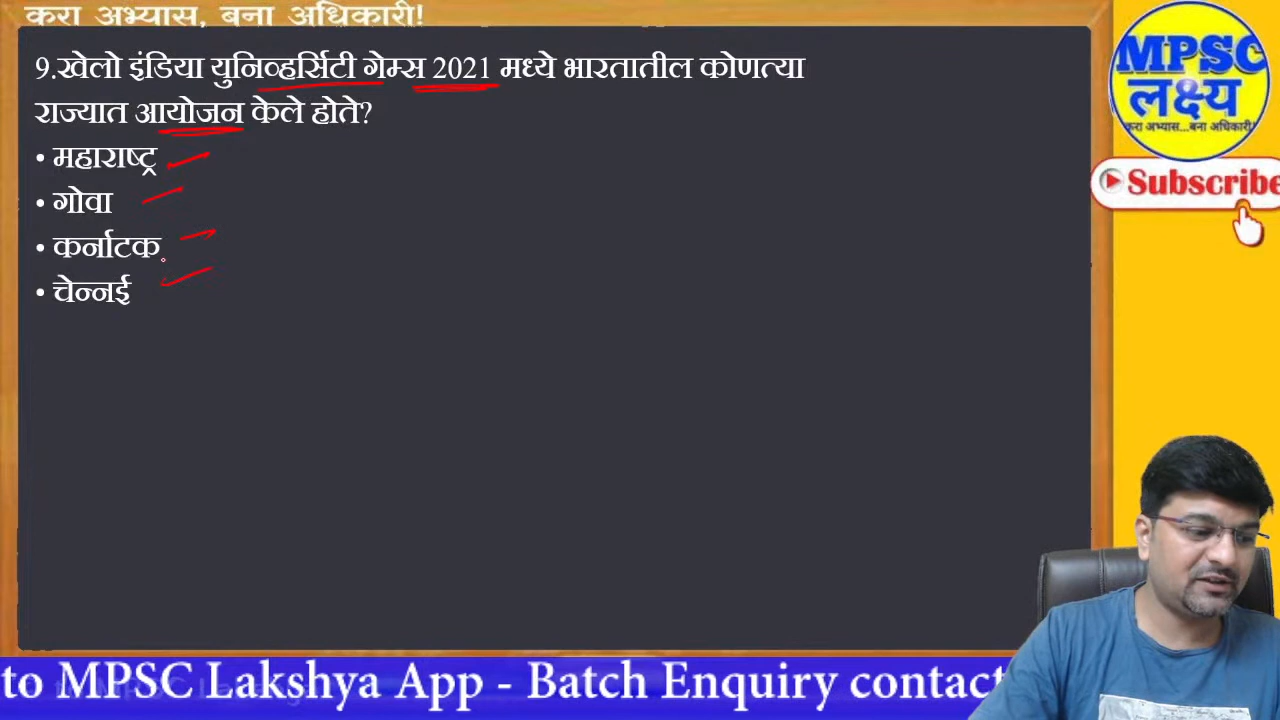 करा अभ्यास, बना अधिकारी!
9.खेलो इंडिया युनिव्हर्सिटी गेम्स 2021 मध्ये भारतातील कोणत्या
राज्यात आयोजन केले होते?
• महाराष्ट्र
• गोवा
• कर्नाटक
• चेन्नई
MPSC
लक्ष्य
करा अभ्यास...बना अधिकारी!
Subscribe
to MPSC Lakshya App - Batch Enquiry contact